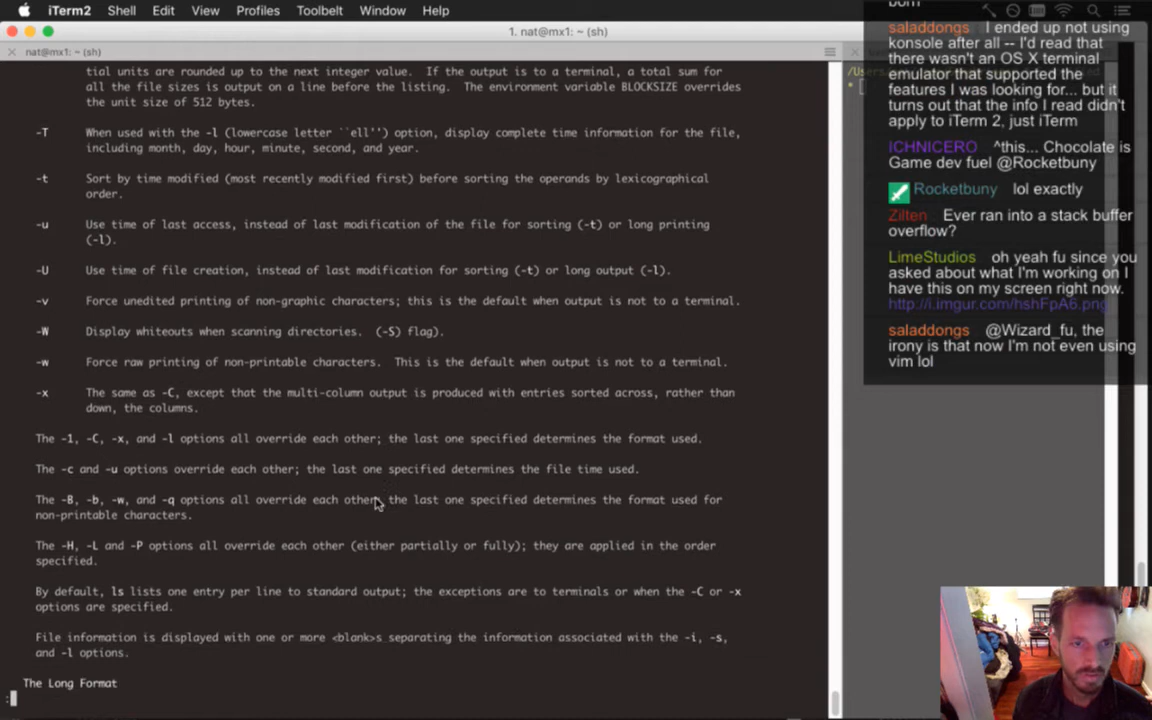 iTerm2 Shell Edit View Profiles Toolbelt Window Help
1. nat@mx1: ~ (sh)
nat@mx1: ~ (sh)
tial units are rounded up to the next integer value. If the output is to a terminal, a total sum for
all the file sizes is output on a line before the listing. The environment variable BLOCKSIZE overrides
the unit size of 512 bytes.
-T When used with the -l (lowercase letter ``ell'') option, display complete time information for the file,
including month, day, hour, minute, second, and year.
-t Sort by time modified (most recently modified first) before sorting the operands by lexicographical
order.
-u Use time of last access, instead of last modification of the file for sorting (-t) or long printing
(-l).
-U Use time of file creation, instead of last modification for sorting (-t) or long output (-l).
-v Force unedited printing of non-graphic characters; this is the default when output is not to a terminal.
-W Display whiteouts when scanning directories. (-S) flag).
-w Force raw printing of non-printable characters. This is the default when output is not to a terminal.
-x The same as -C, except that the multi-column output is produced with entries sorted across, rather than
down, the columns.
The -1, -C, -x, and -l options all override each other; the last one specified determines the format used.
The -c and -u options override each other; the last one specified determines the file time used.
The -B, -b, -w, and -q options all override each other; the last one specified determines the format used for
non-printable characters.
The -H, -L and -P options all override each other (either partially or fully); they are applied in the order
specified.
By default, ls lists one entry per line to standard output; the exceptions are to terminals or when the -C or -x
options are specified.
File information is displayed with one or more <blank>s separating the information associated with the -i, -s,
and -l options.
The Long Format
:
/Users
saladdongs I ended up not using
konsole after all -- I'd read that
there wasn't an OS X terminal
emulator that supported the
features I was looking for... but it
turns out that the info I read didn't
apply to iTerm 2, just iTerm
ICHNICERO ^this... Chocolate is
Game dev fuel @Rocketbuny
Rocketbuny lol exactly
Zilten Ever ran into a stack buffer
overflow?
LimeStudios oh yeah fu since you
asked about what I'm working on I
have this on my screen right now.
http://i.imgur.com/hshFpA6.png
saladdongs @Wizard_fu, the
irony is that now I'm not even using
vim lol